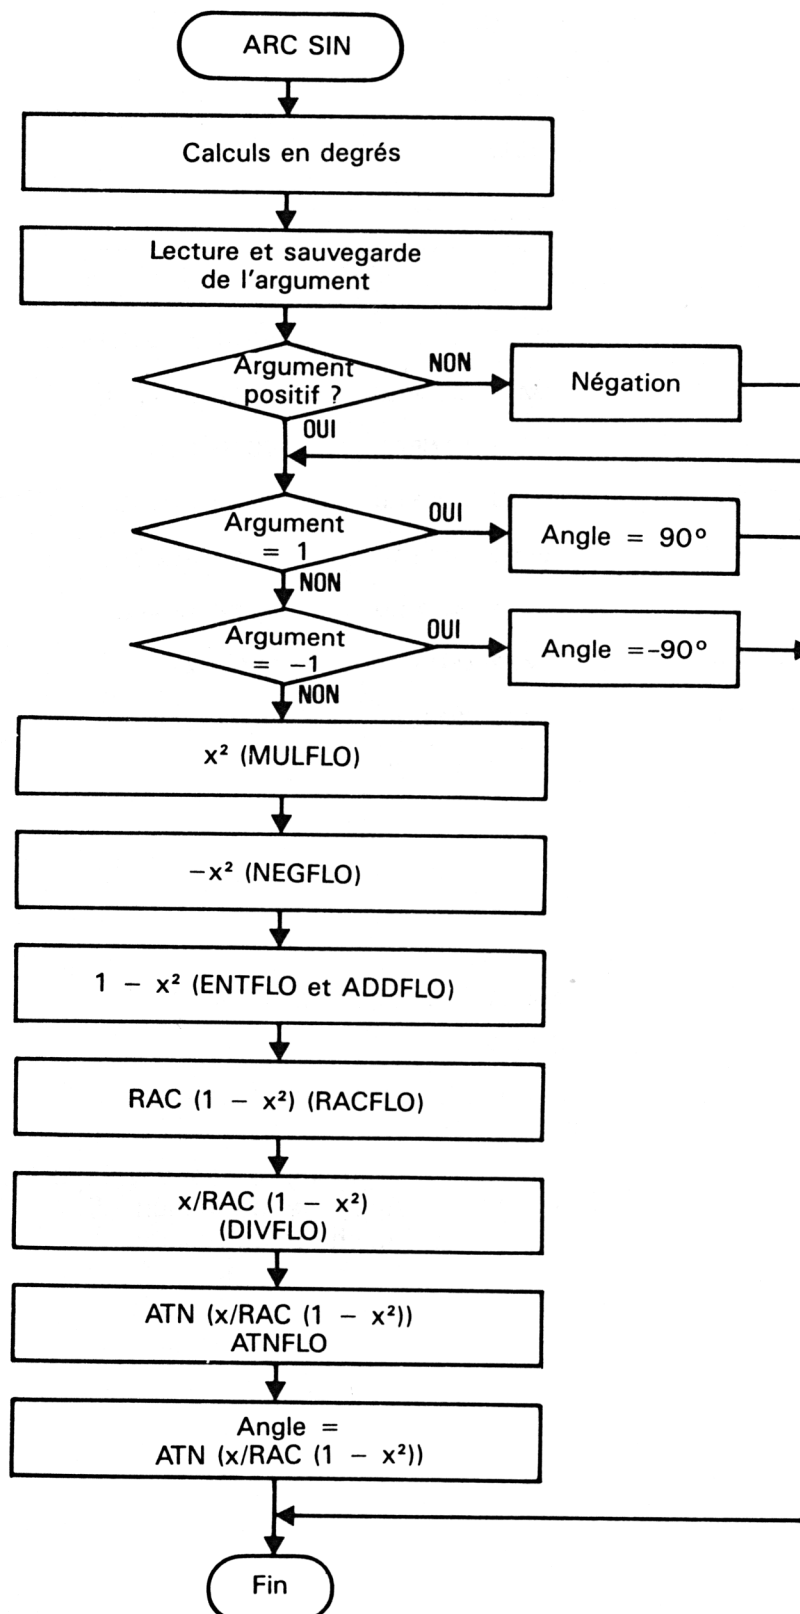 ARC SIN
Calculs en degrés
Lecture et sauvegarde
de l'argument
Argument
positif ?
NON
Négation
OUI
Argument
= 1
OUI
Angle = 90°
NON
Argument
= −1
OUI
Angle =-90°
NON
x² (MULFLO)
−x² (NEGFLO)
1 − x² (ENTFLO et ADDFLO)
RAC (1 − x²) (RACFLO)
x/RAC (1 − x²)
(DIVFLO)
ATN (x/RAC (1 − x²))
ATNFLO
Angle =
ATN (x/RAC (1 − x²))
Fin